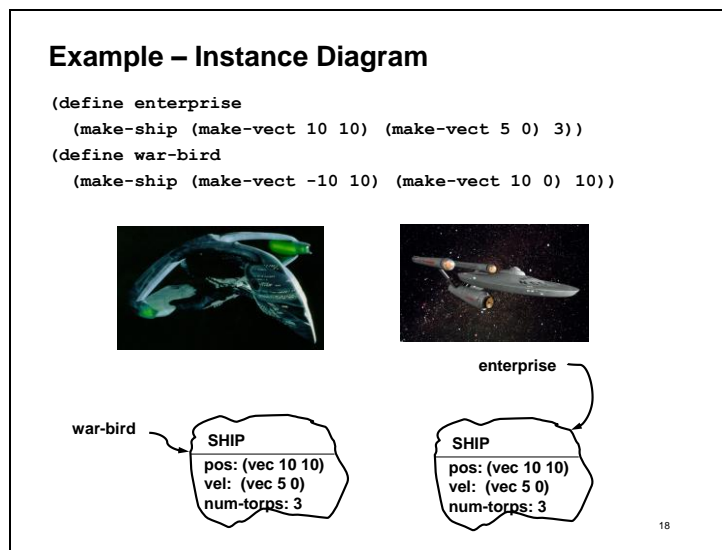 Example – Instance Diagram
(define enterprise
(make-ship (make-vect 10 10) (make-vect 5 0) 3))
(define war-bird
(make-ship (make-vect -10 10) (make-vect 10 0) 10))
enterprise
war-bird
SHIP
pos: (vec 10 10)
vel: (vec 5 0)
num-torps: 3
SHIP
pos: (vec 10 10)
vel: (vec 5 0)
num-torps: 3
18